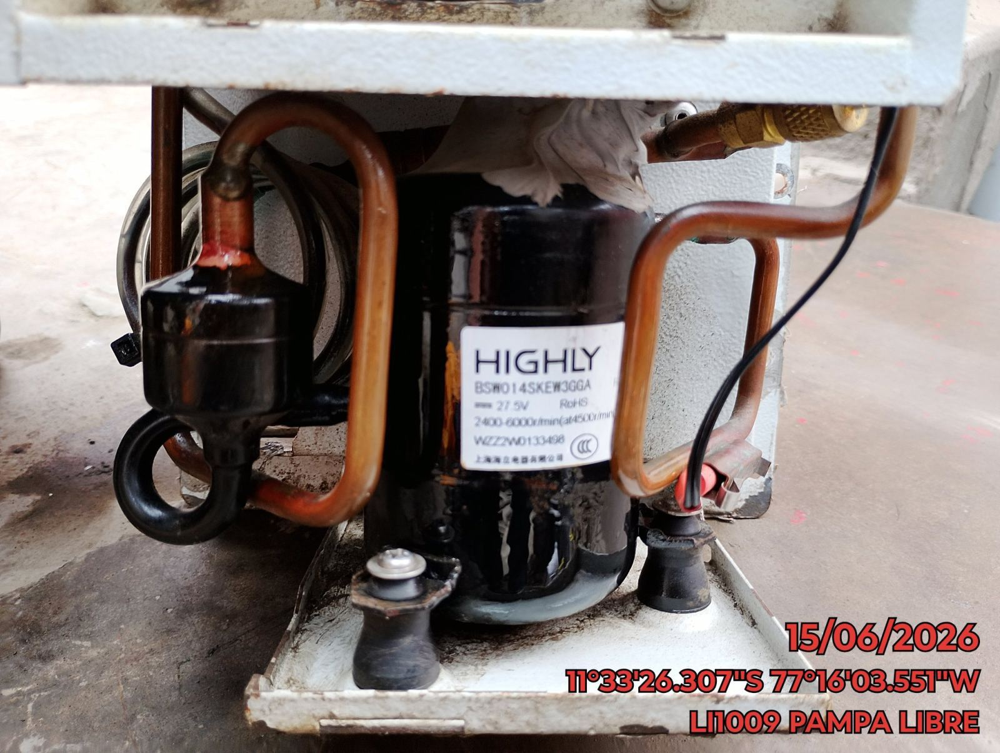 HIGHLY
BSW014SKEW3GGA
27.5V RoHS
2400-6000r/min(at4500r/min
WZZ2W0133498
上海海立电器有限公司
15/06/2026
11°33'26.307"S 77°16'03.551"W
LI1009 PAMPA LIBRE